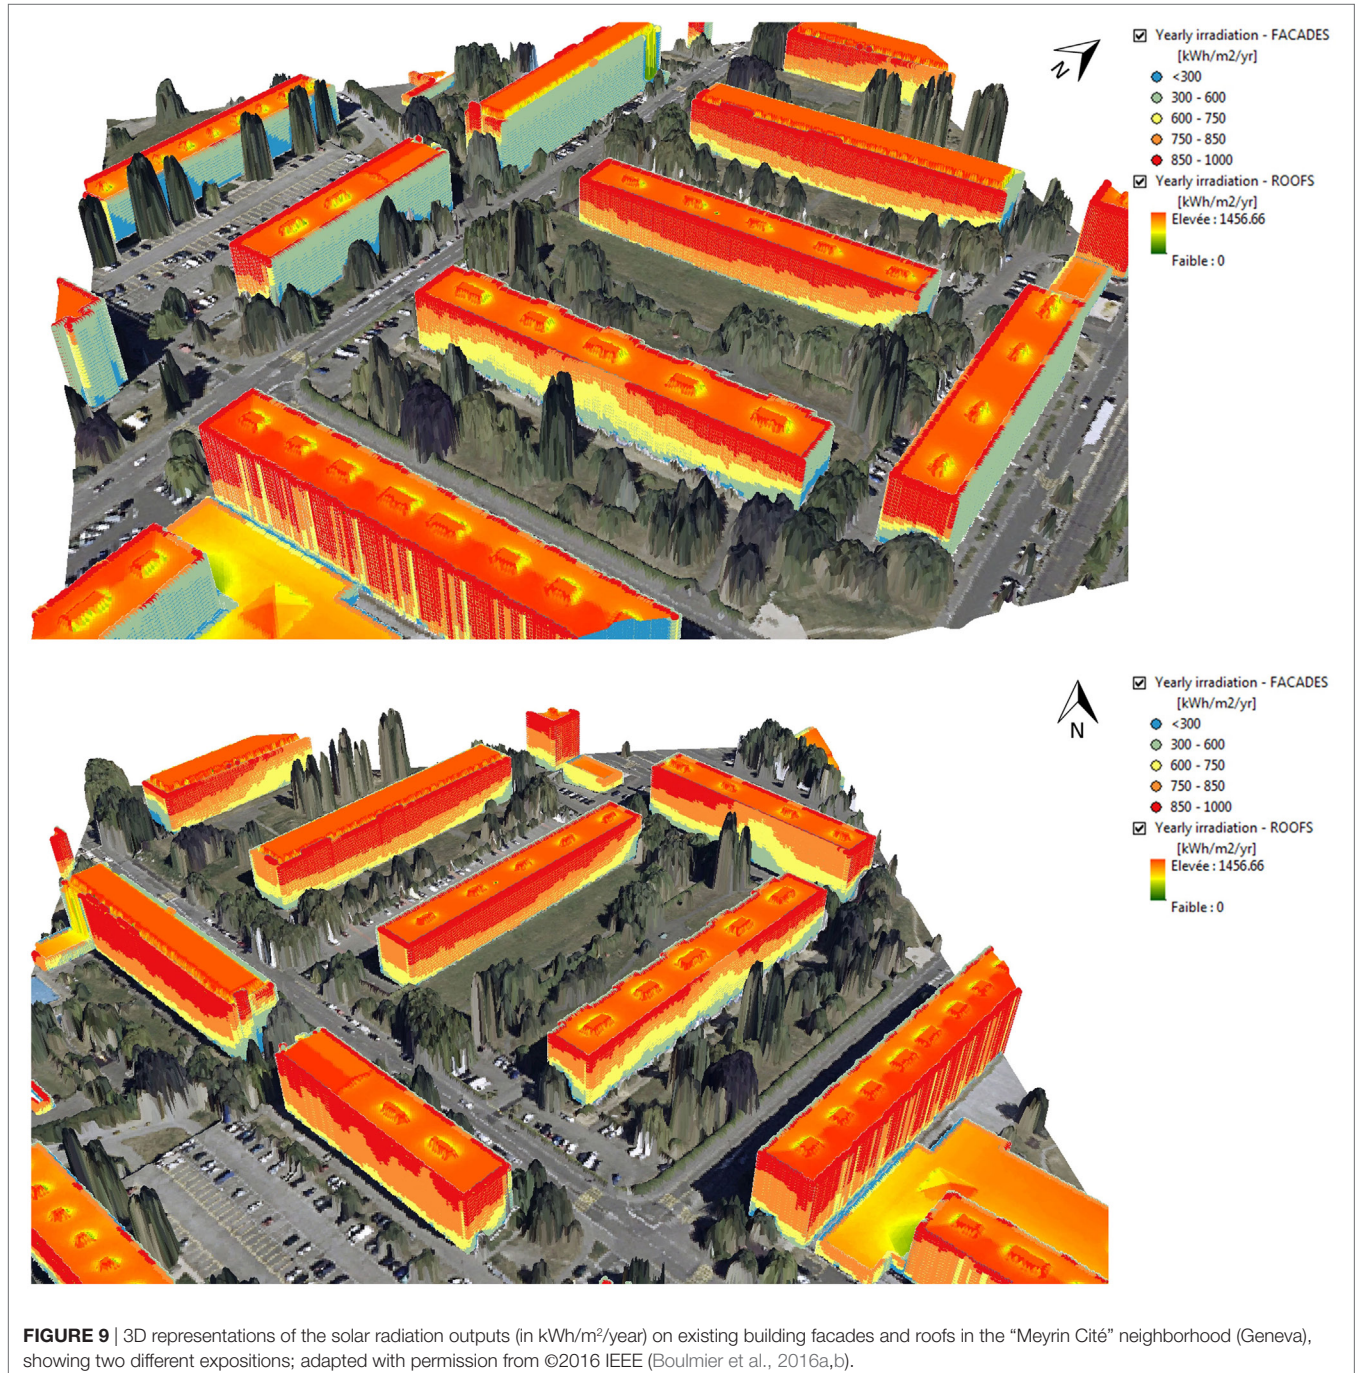 Yearly irradiation - FACADES
[kWh/m2/yr]
<300
300 - 600
600 - 750
750 - 850
850 - 1000
Yearly irradiation - ROOFS
[kWh/m2/yr]
Elevée : 1456.66
Faible : 0
N
Yearly irradiation - FACADES
[kWh/m2/yr]
<300
300 - 600
600 - 750
750 - 850
850 - 1000
Yearly irradiation - ROOFS
[kWh/m2/yr]
Elevée : 1456.66
Faible : 0
N
FIGURE 9 | 3D representations of the solar radiation outputs (in kWh/m²/year) on existing building facades and roofs in the “Meyrin Cité” neighborhood (Geneva),
showing two different expositions; adapted with permission from ©2016 IEEE (Boulmier et al., 2016a,b).